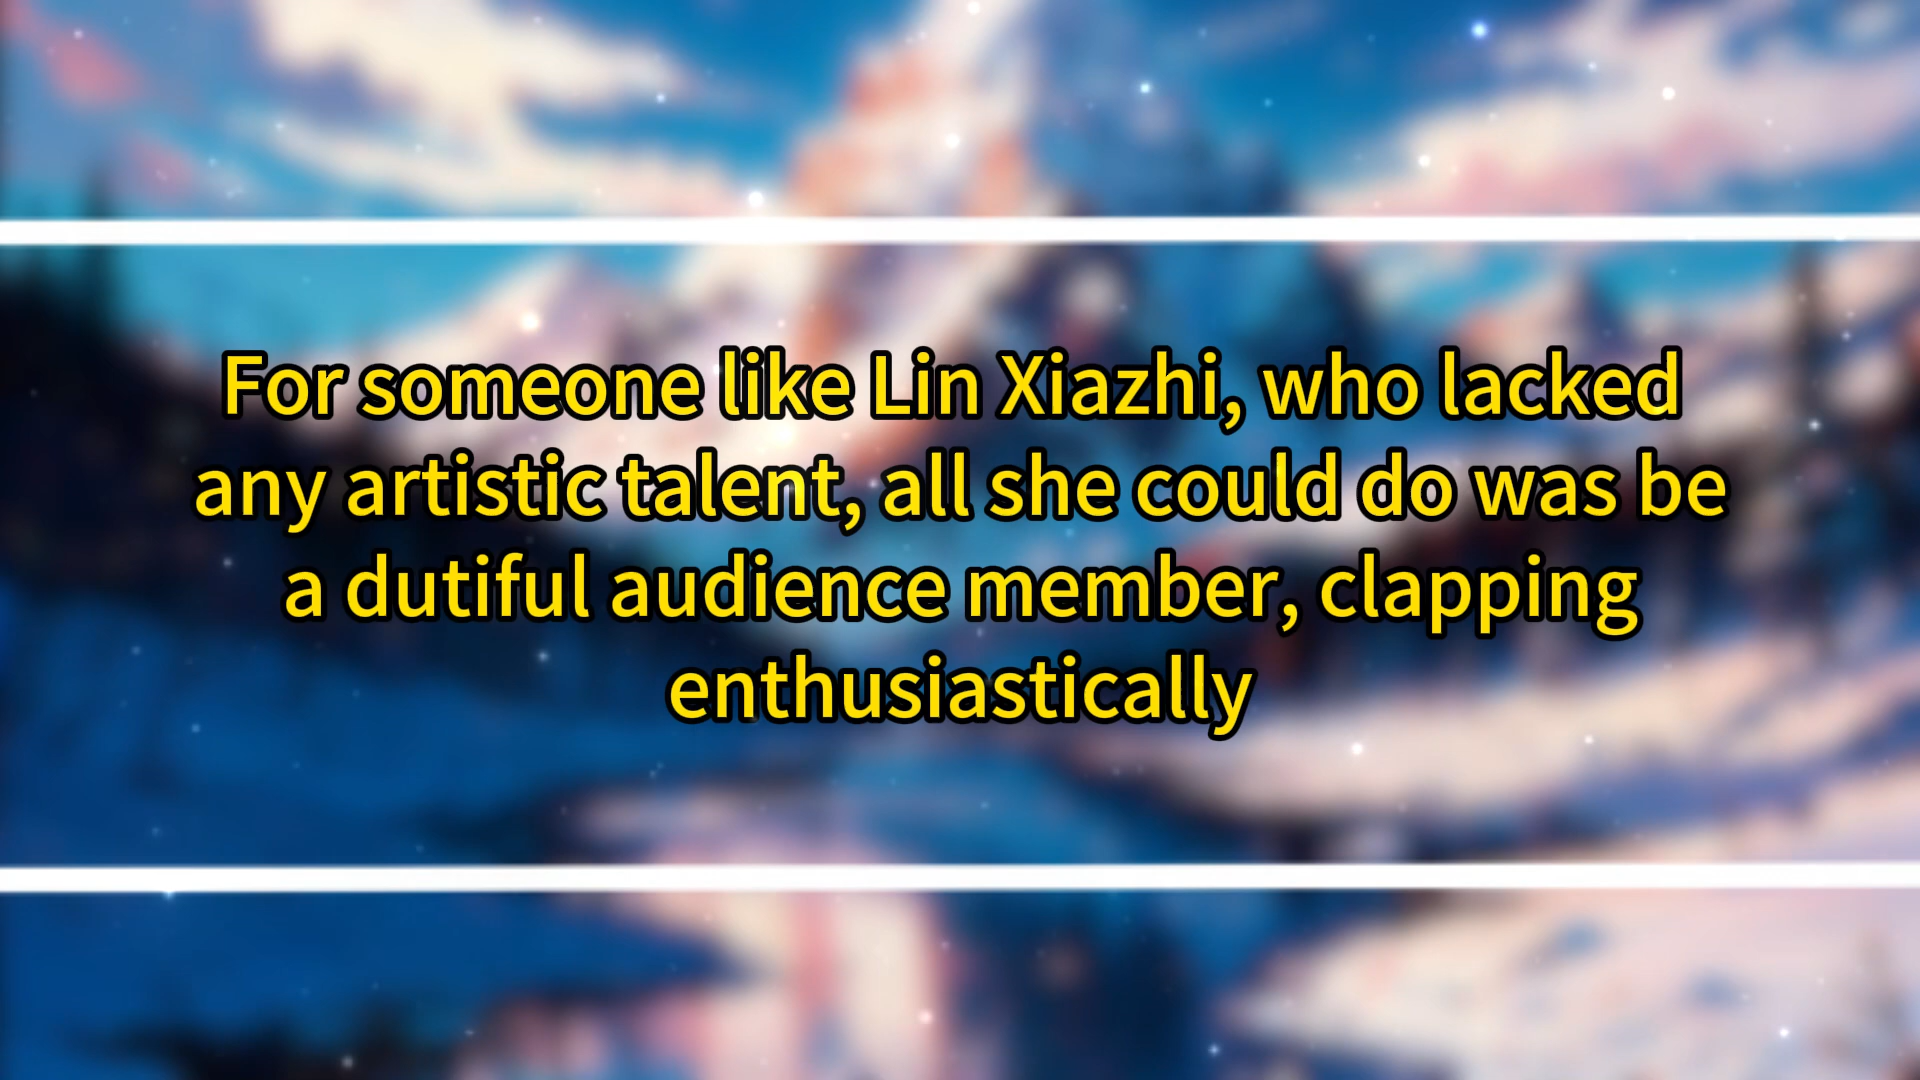 For someone like Lin Xiazhi, who lacked
any artistic talent, all she could do was be
a dutiful audience member, clapping
enthusiastically